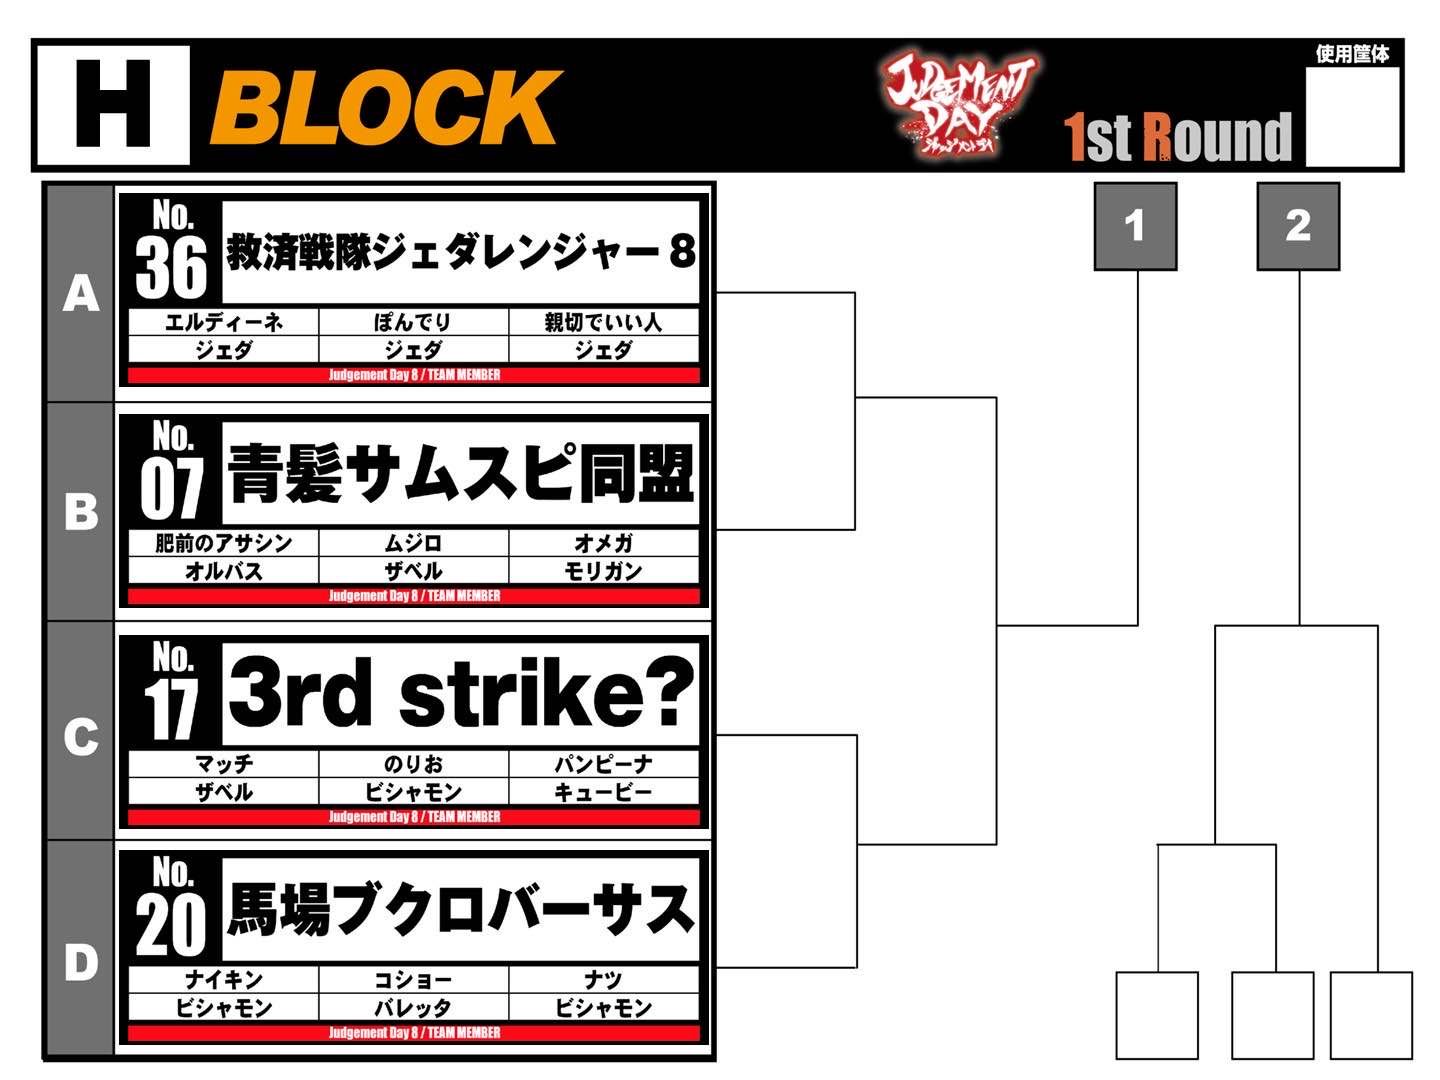 H BLOCK
JUDGEMENT DAY
ジャッジメントデイ
1st Round
使用筐体
1
2
A
No. 36
救済戦隊ジェダレンジャー8
エルディーネ ぽんでり 親切でいい人
ジェダ ジェダ ジェダ
Judgement Day 8 / TEAM MEMBER
B
No. 07
青髪サムスピ同盟
肥前のアサシン ムジロ オメガ
オルバス ザベル モリガン
Judgement Day 8 / TEAM MEMBER
C
No. 17
3rd strike?
マッチ のりお パンピーナ
ザベル ビシャモン キュービー
Judgement Day 8 / TEAM MEMBER
D
No. 20
馬場ブクロバーサス
ナイキン コショー ナツ
ビシャモン バレッタ ビシャモン
Judgement Day 8 / TEAM MEMBER